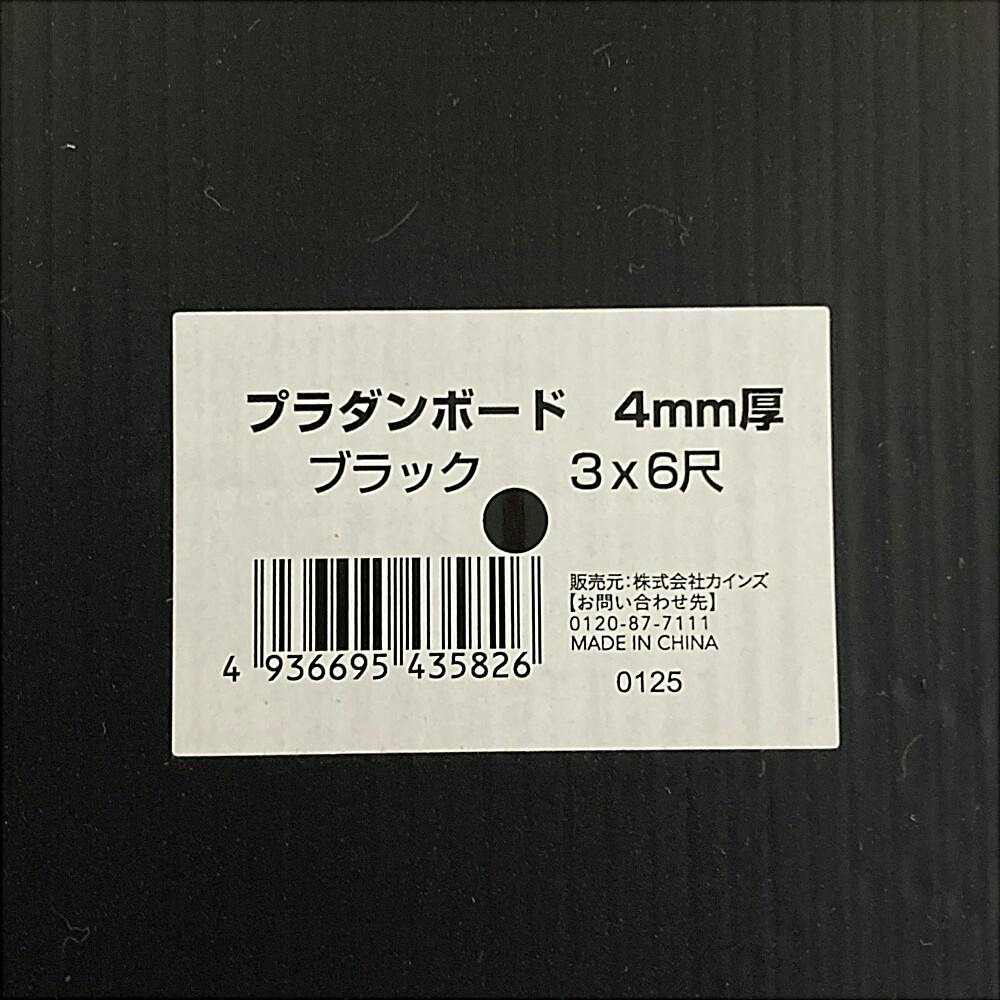 プラダンボード 4mm厚
ブラック 3x6尺
販売元:株式会社カインズ
【お問い合わせ先】
0120-87-7111
MADE IN CHINA
0125
4 936695 435826